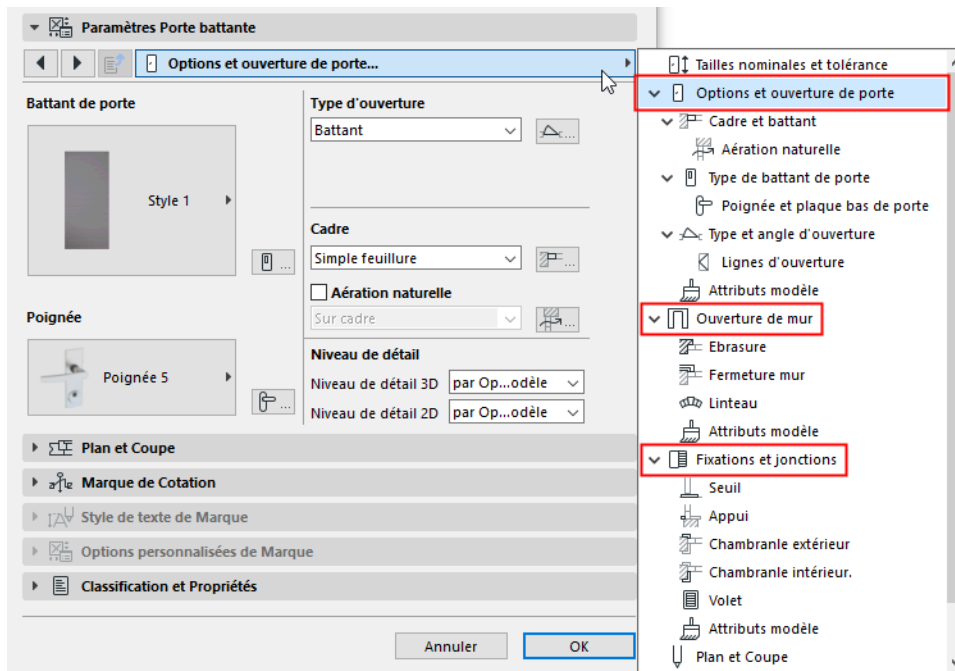 Paramètres Porte battante
Options et ouverture de porte...
Battant de porte
Style 1
...
Poignée
Poignée 5
...
Type d'ouverture
Battant
...
Cadre
Simple feuillure
...
Aération naturelle
Sur cadre
...
Niveau de détail
Niveau de détail 3D par Op...odèle
Niveau de détail 2D par Op...odèle
Plan et Coupe
Marque de Cotation
Style de texte de Marque
Options personnalisées de Marque
Classification et Propriétés
Annuler OK
Tailles nominales et tolérance
Options et ouverture de porte
Cadre et battant
Aération naturelle
Type de battant de porte
Poignée et plaque bas de porte
Type et angle d'ouverture
Lignes d'ouverture
Attributs modèle
Ouverture de mur
Ebrasure
Fermeture mur
Linteau
Attributs modèle
Fixations et jonctions
Seuil
Appui
Chambranle extérieur
Chambranle intérieur.
Volet
Attributs modèle
Plan et Coupe